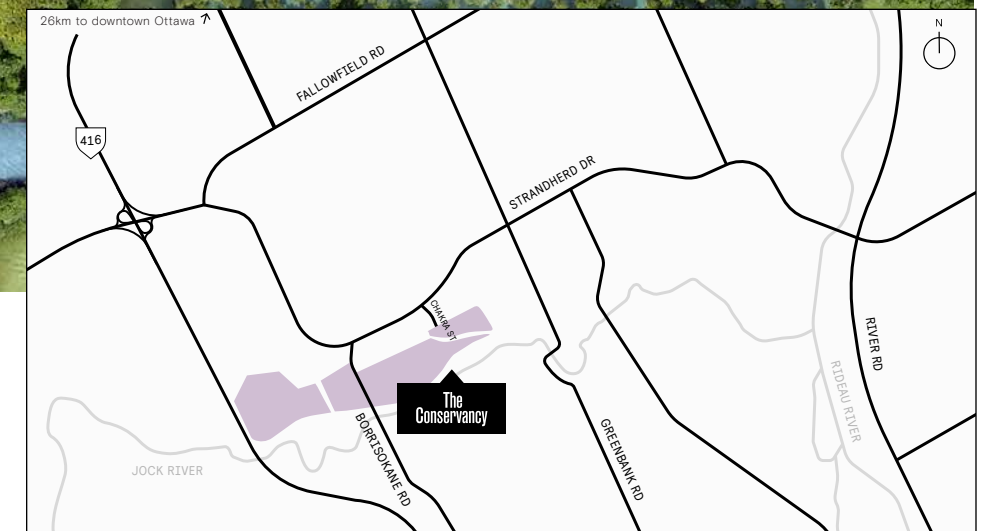 26km to downtown Ottawa
N
FALLOWFIELD RD
416
STRANDHERD DR
CHAKRA ST
RIVER RD
RIDEAU RIVER
The
Conservancy
BORRISOKANE RD
GREENBANK RD
JOCK RIVER